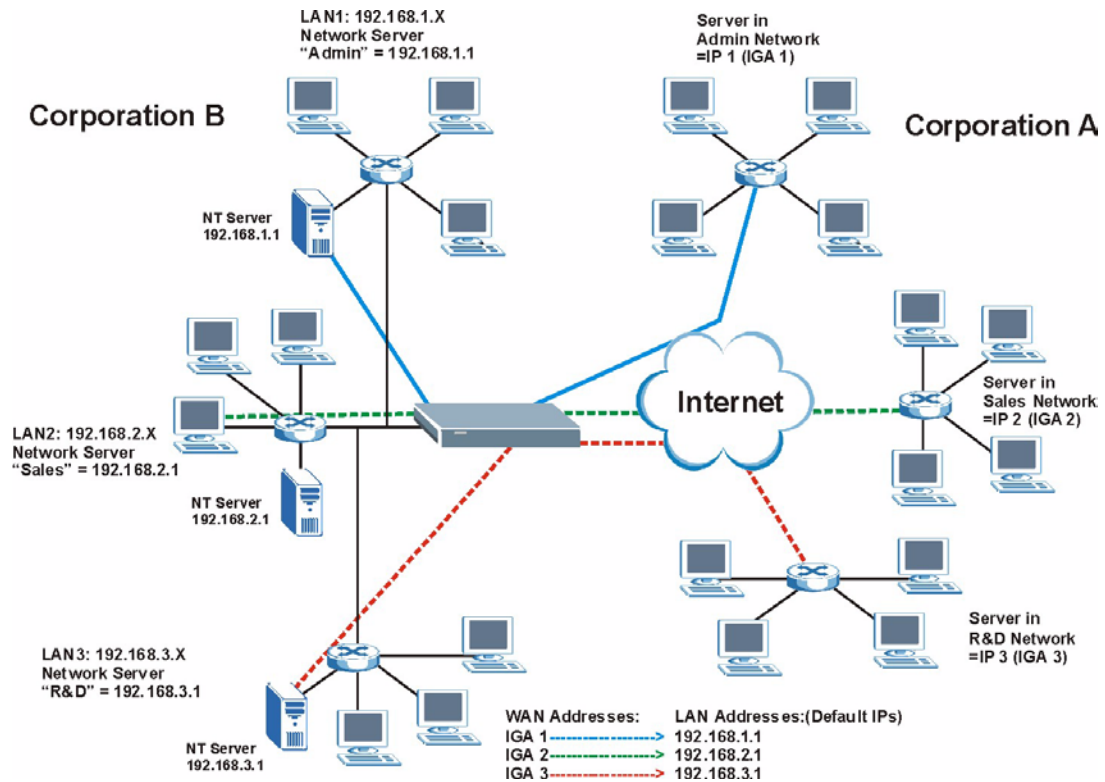 LAN1: 192.168.1.X
Network Server
“Admin” = 192.168.1.1
Server in
Admin Network
=IP 1 (IGA 1)
Corporation B
Corporation A
NT Server
192.168.1.1
Internet
Server in
Sales Network
=IP 2 (IGA 2)
LAN2: 192.168.2.X
Network Server
“Sales” = 192.168.2.1
NT Server
192.168.2.1
LAN3: 192.168.3.X
Network Server
“R&D” = 192.168.3.1
Server in
R&D Network
=IP 3 (IGA 3)
NT Server
192.168.3.1
WAN Addresses: LAN Addresses:(Default IPs)
IGA 1 192.168.1.1
IGA 2 192.168.2.1
IGA 3 192.168.3.1